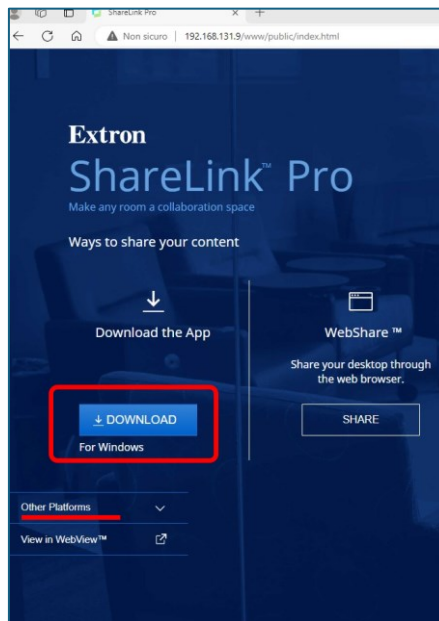 ShareLink Pro
Non sicuro | 192.168.131.9/www/public/index.html
Extron
ShareLink™ Pro
Make any room a collaboration space
Ways to share your content
Download the App
DOWNLOAD
For Windows
WebShare ™
Share your desktop through
the web browser.
SHARE
Other Platforms
View in WebView™